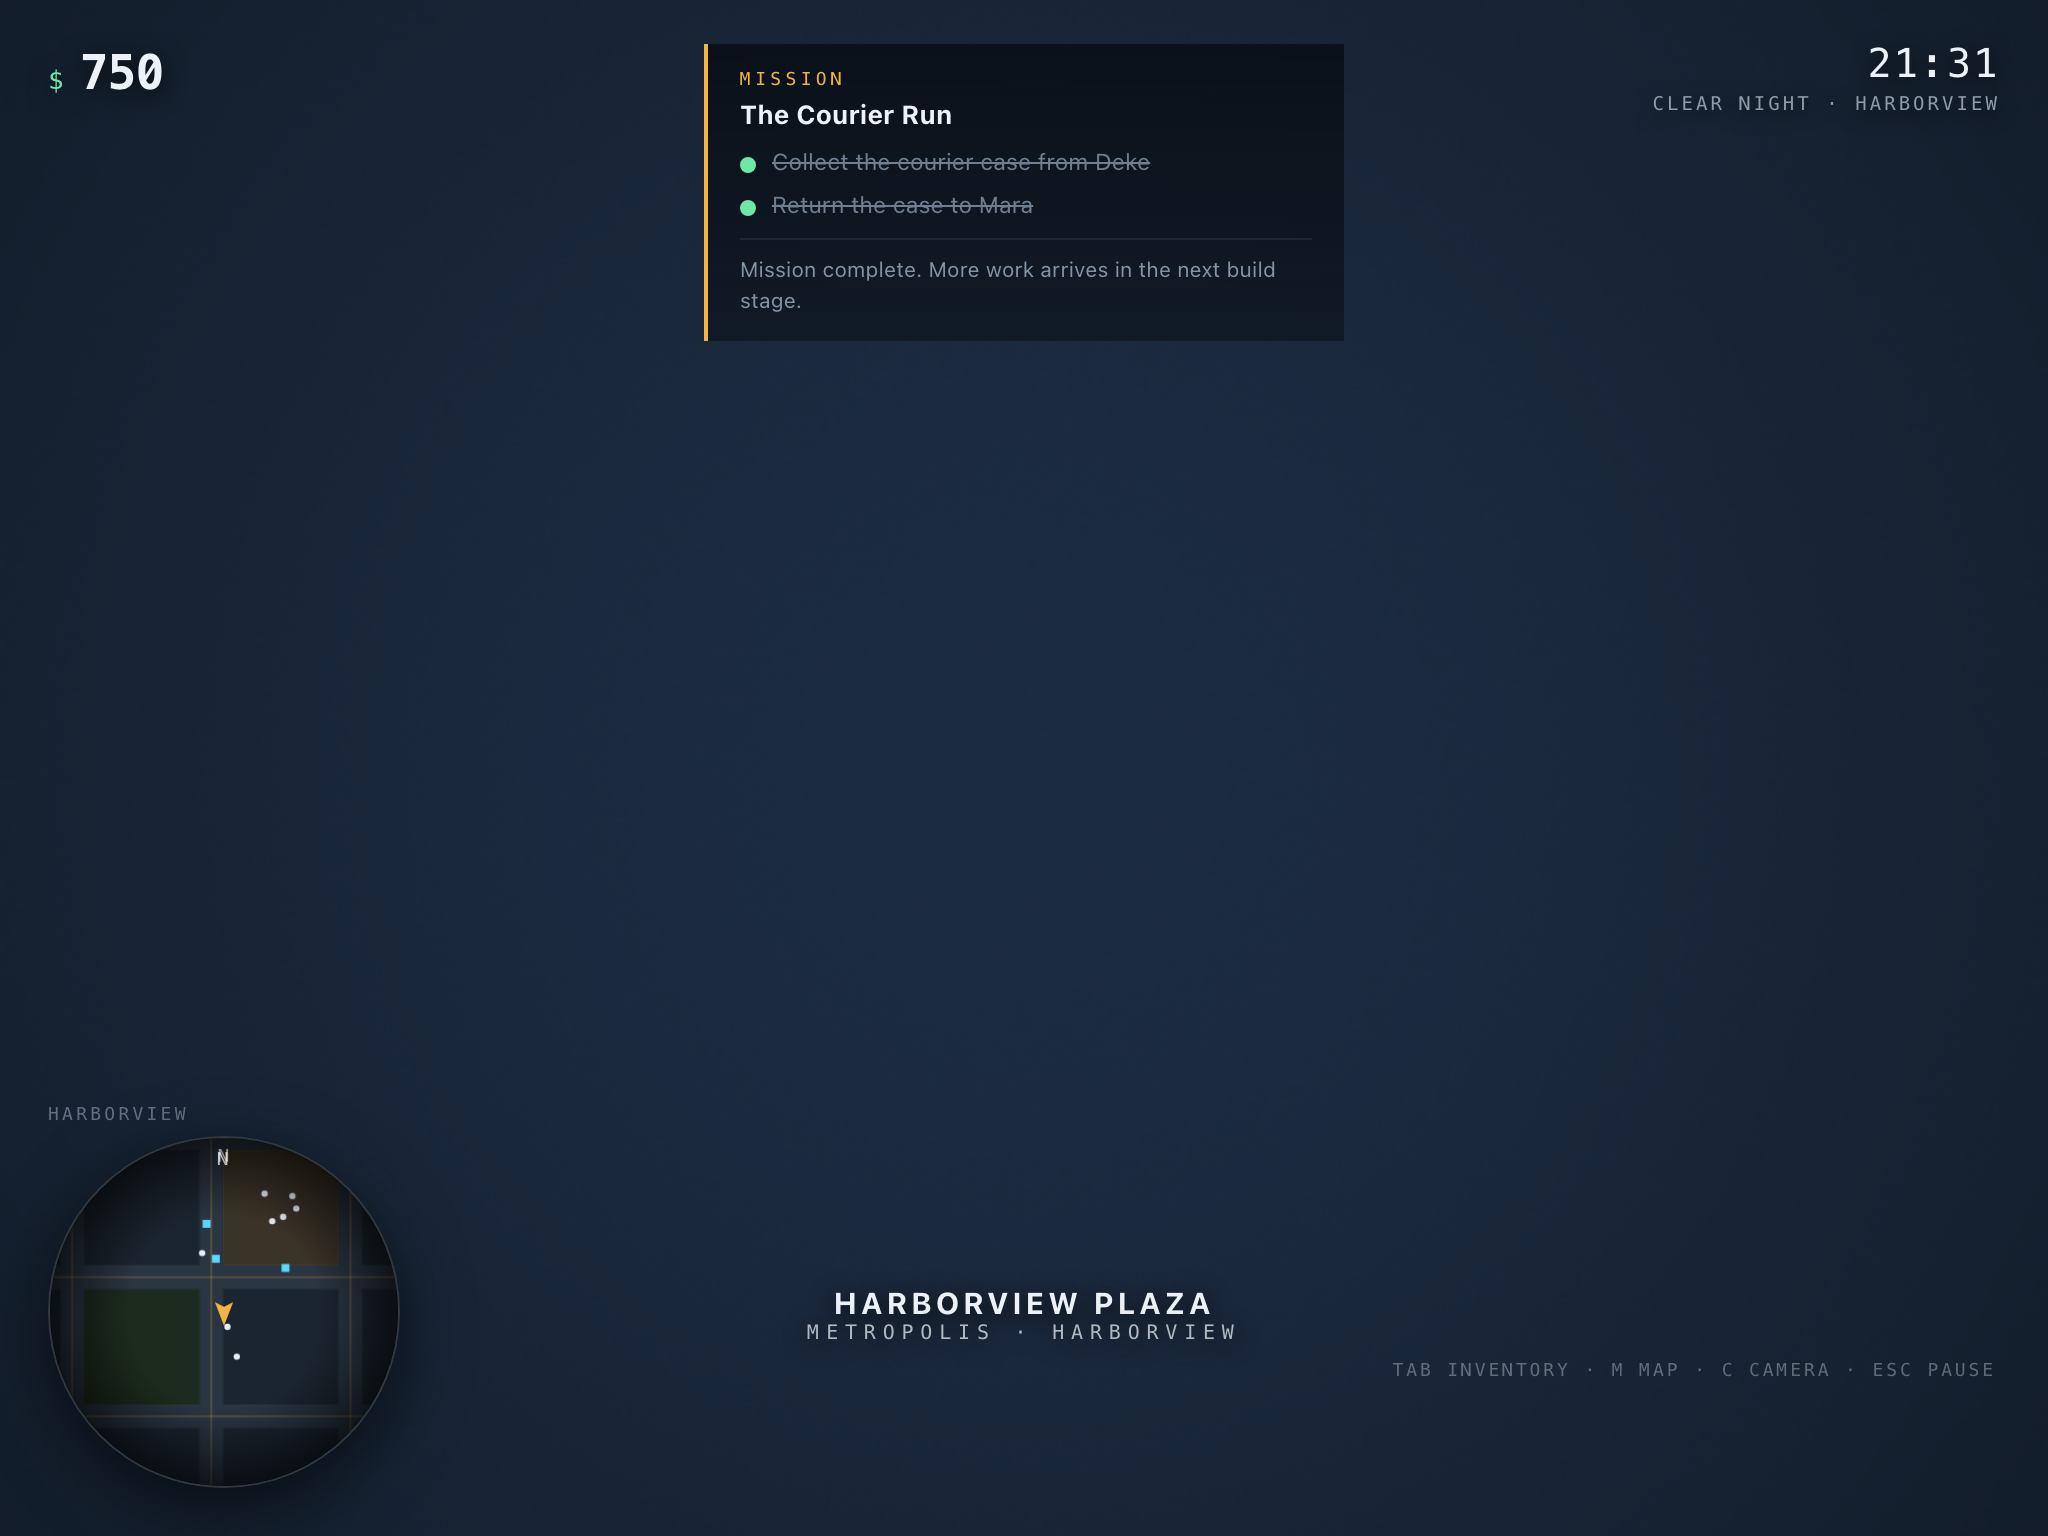 $ 750
MISSION
The Courier Run
Collect the courier case from Deke
Return the case to Mara
Mission complete. More work arrives in the next build
stage.
21:31
CLEAR NIGHT · HARBORVIEW
HARBORVIEW
N
HARBORVIEW PLAZA
METROPOLIS · HARBORVIEW
TAB INVENTORY · M MAP · C CAMERA · ESC PAUSE